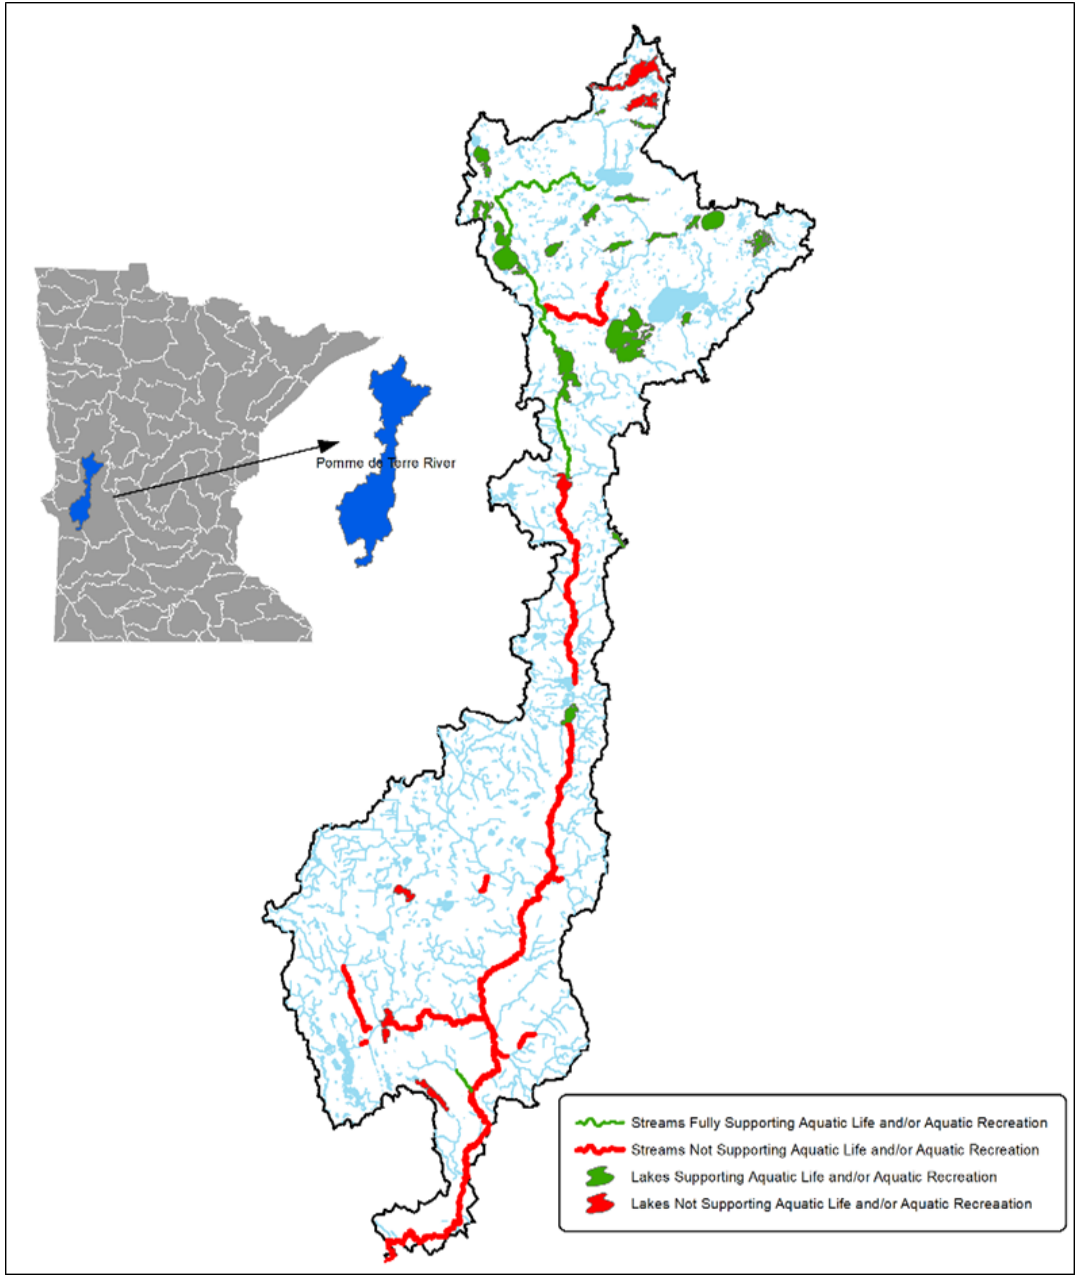 Pomme de Terre River
Streams Fully Supporting Aquatic Life and/or Aquatic Recreation
Streams Not Supporting Aquatic Life and/or Aquatic Recreation
Lakes Supporting Aquatic Life and/or Aquatic Recreation
Lakes Not Supporting Aquatic Life and/or Aquatic Recreaation